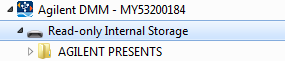 Agilent DMM - MY53200184
Read-only Internal Storage
AGILENT PRESENTS